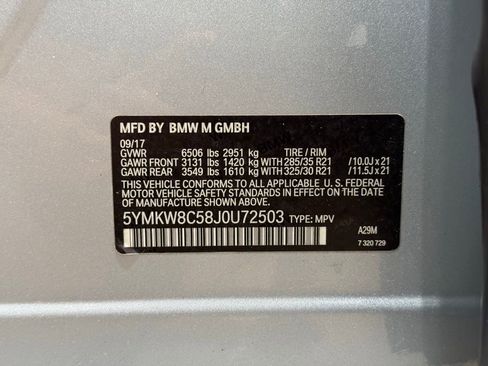 MFD BY BMW M GMBH
09/17
GVWR 6506 lbs 2951 kg TIRE / RIM
GAWR FRONT 3131 lbs 1420 kg WITH 285/35 R21 /10.0J x 21
GAWR REAR 3549 lbs 1610 kg WITH 325/30 R21 /11.5J x 21
THIS VEHICLE CONFORMS TO ALL APPLICABLE U. S. FEDERAL
MOTOR VEHICLE SAFETY STANDARDS
IN EFFECT ON THE DATE
OF MANUFACTURE SHOWN ABOVE.
5YMKW8C58J0U72503 TYPE: MPV
A29M
7 320 729